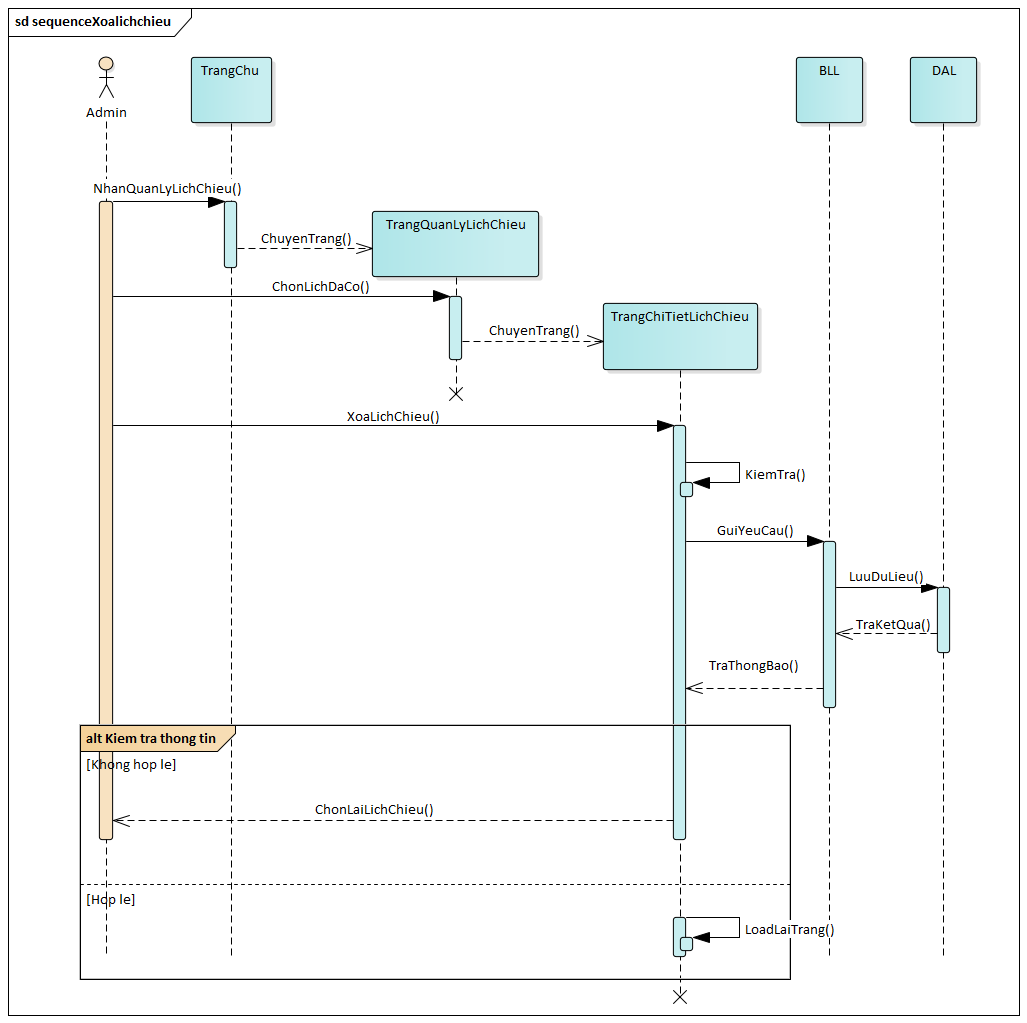 sd sequenceXoalichchieu
Admin
TrangChu
BLL
DAL
NhanQuanLyLichChieu()
TrangQuanLyLichChieu
ChuyenTrang()
ChonLichDaCo()
TrangChiTietLichChieu
ChuyenTrang()
XoaLichChieu()
KiemTra()
GuiYeuCau()
LuuDuLieu()
TraKetQua()
TraThongBao()
alt Kiem tra thong tin
[Khong hop le]
ChonLaiLichChieu()
[Hop le]
LoadLaiTrang()